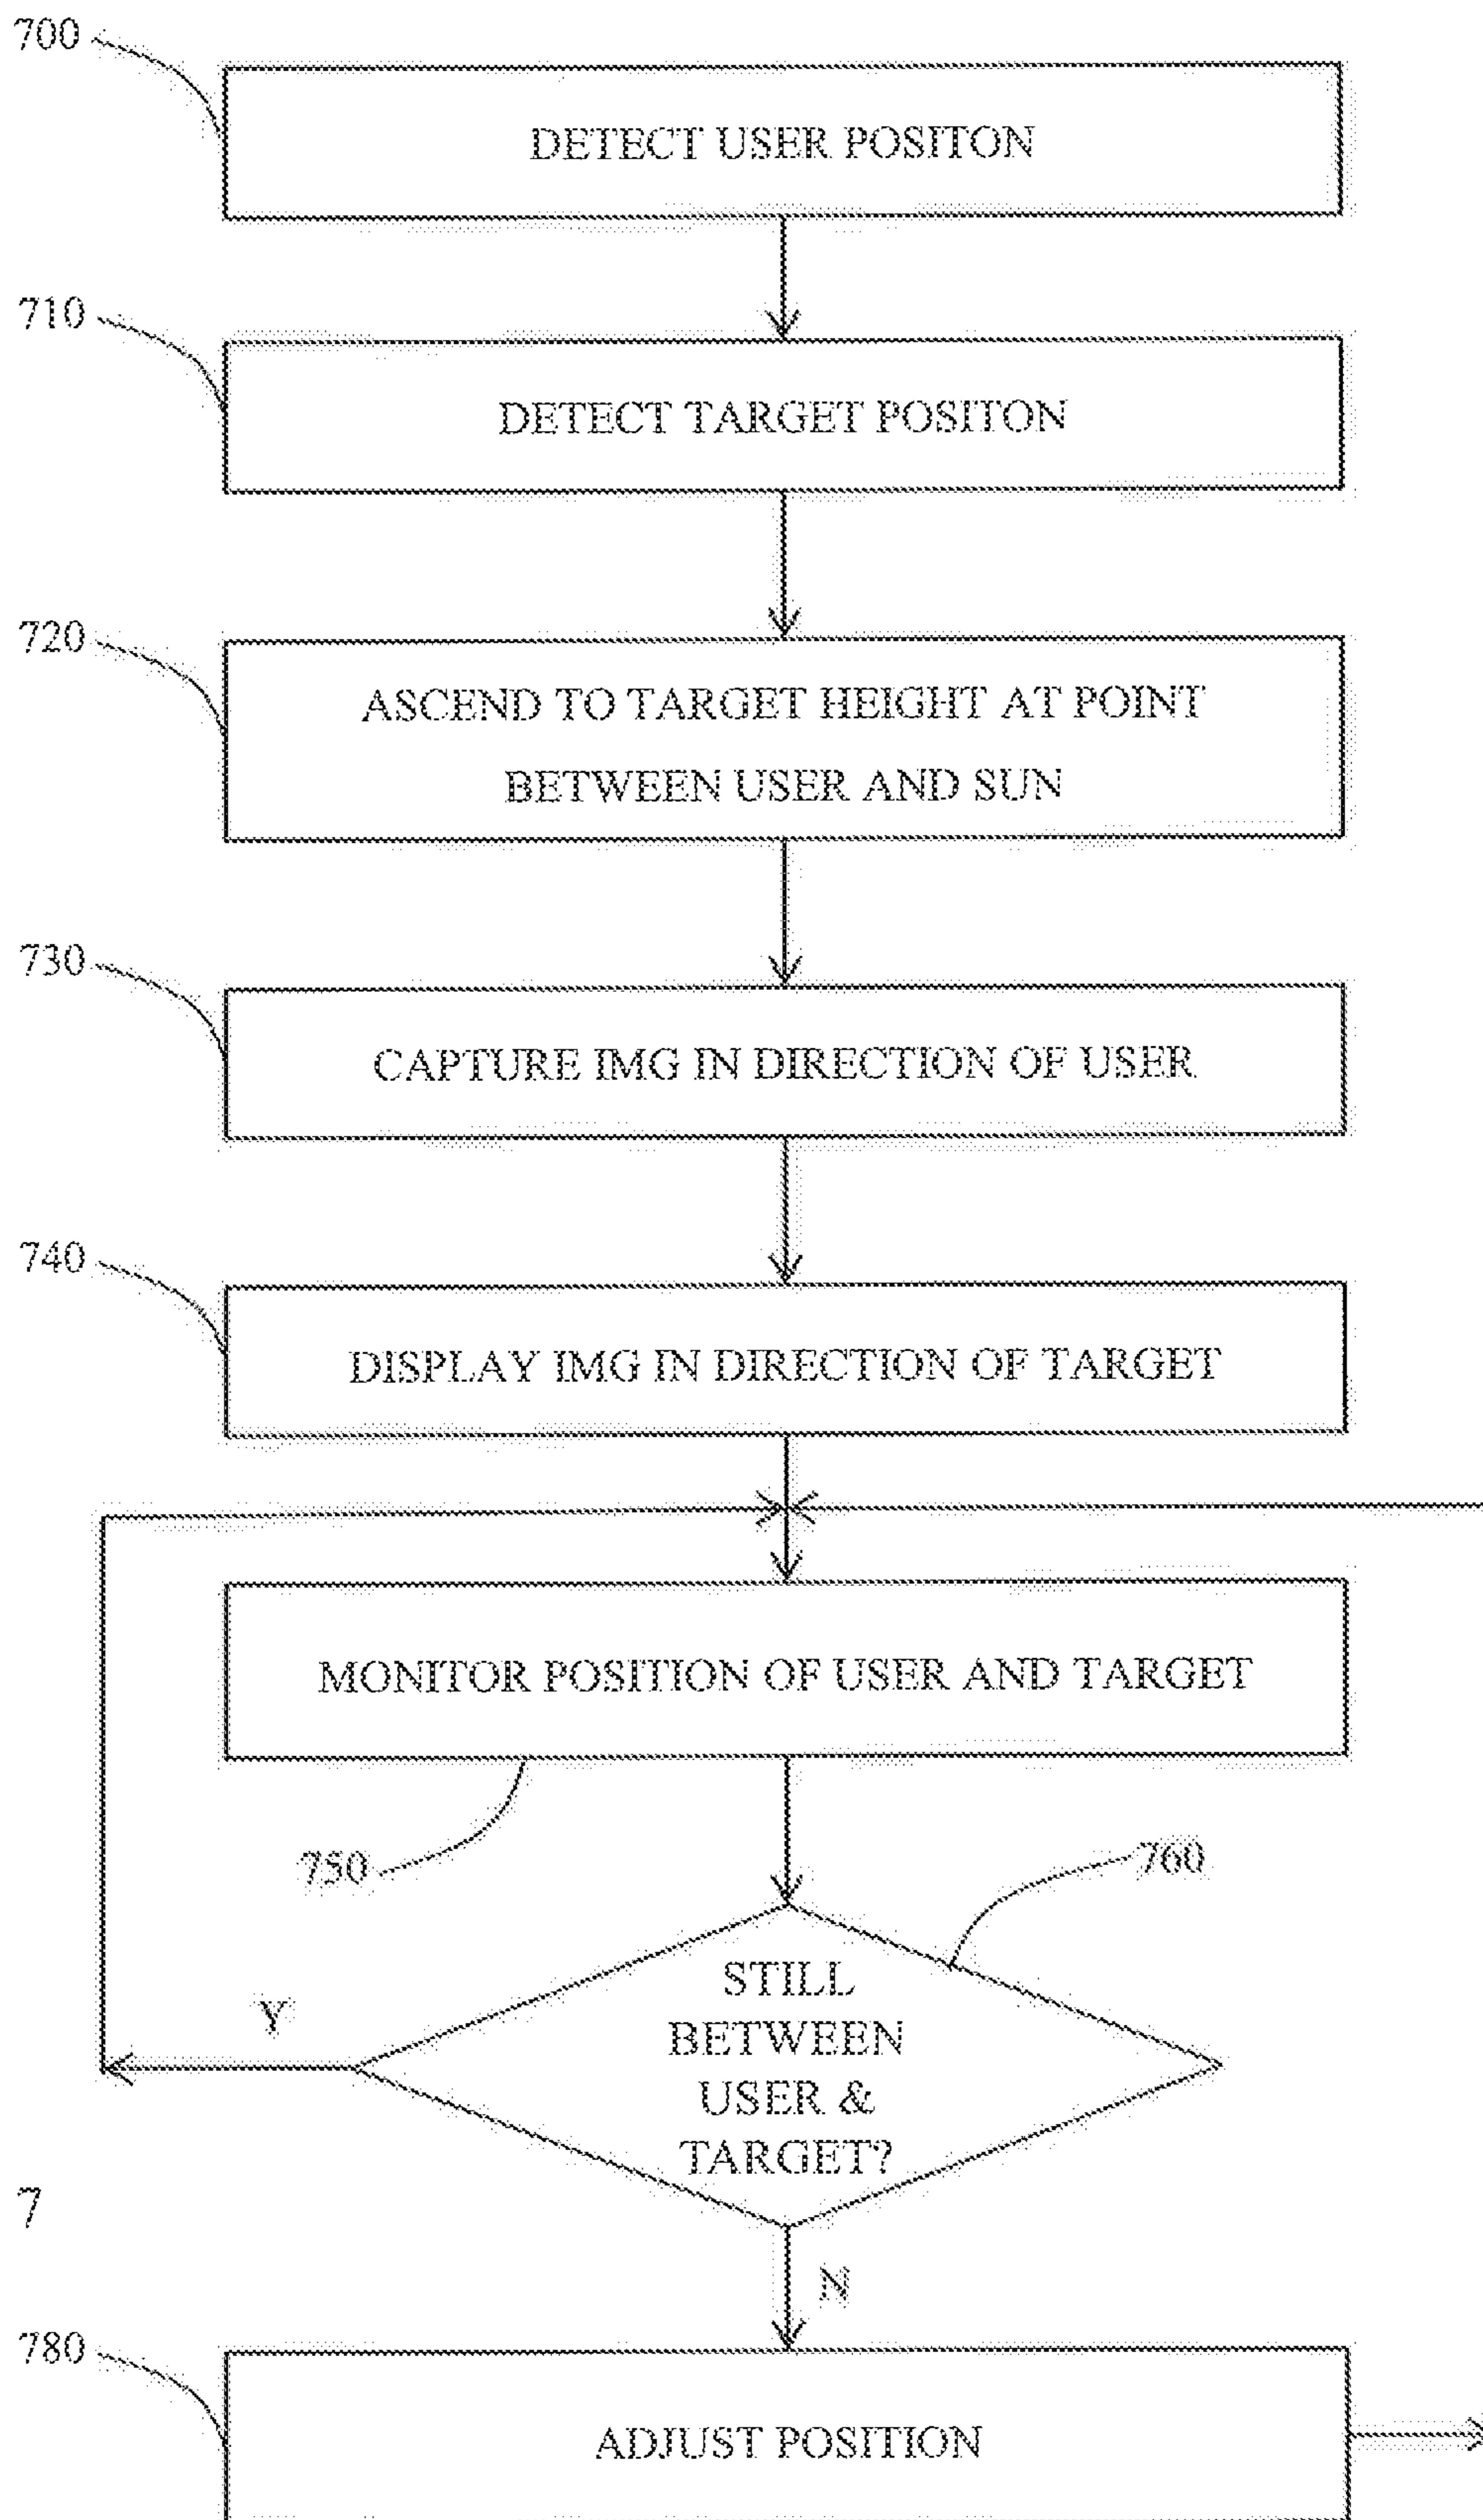 700
DETECT USER POSITON
710
DETECT TARGET POSITON
720
ASCEND TO TARGET HEIGHT AT POINT
BETWEEN USER AND SUN
730
CAPTURE IMG IN DIRECTION OF USER
740
DISPLAY IMG IN DIRECTION OF TARGET
MONITOR POSITION OF USER AND TARGET
750
760
STILL
BETWEEN
USER &
TARGET?
Y
7
N
780
ADJUST POSITION